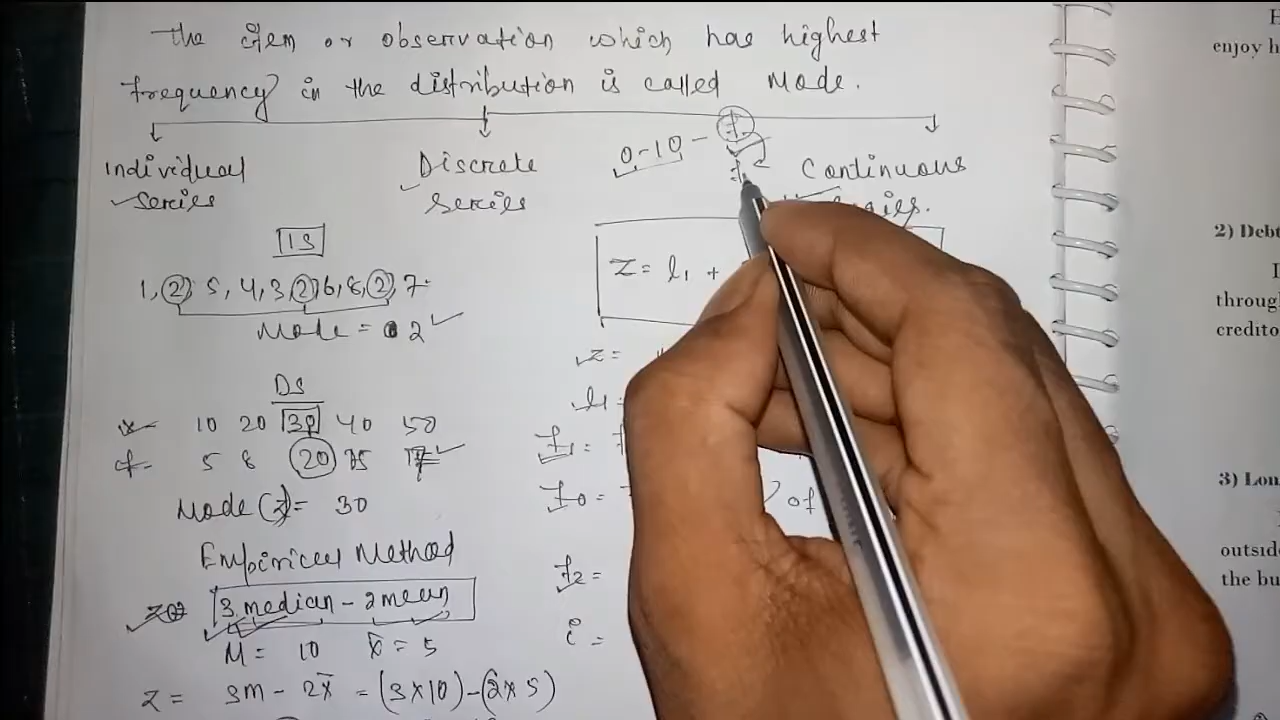 The item or observation which has highest
frequency in the distribution is called Mode.
Individual Series
Discrete Series
0-10 -
Continuous
IS
1, 2, 5, 4, 3, 2, 6, 8, 2, 7
Mode = 2
DS
x 10 20 30 40 50
f 5 8 20 15
Mode (z) = 30
Empirical Method
3 median - 2 mean
M = 10 x̄ = 5
z = 3M - 2x̄ = (3×10)-(2×5)
Z = l₁ +
z =
l₁ =
f₁ =
f₀ =
of
f₂ =
i =
enjoy h
2) Debt
throug
credito
3) Lon
outside
the bu